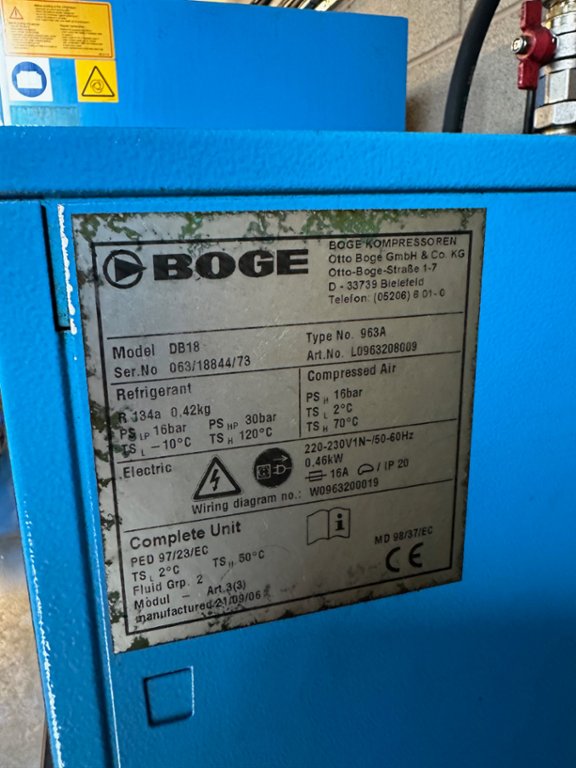 BOGE
BOGE KOMPRESSOREN
Otto Boge GmbH & Co. KG
Otto-Boge-Straße 1-7
D - 33739 Bielefeld
Telefon: (05206) 6 01- 0
Model DB18
Type No. 963A
Ser.No 063/18844/73
Art.No. L0963208009
Refrigerant
R 134a 0,42kg
PS LP 16bar PS HP 30bar
TS L -10°C TS H 120°C
Compressed Air
PS H 16bar
TS L 2°C
TS H 70°C
Electric
220-230V1N~/50-60Hz
0.46kW
16A / IP 20
Wiring diagram no.: W0963200019
Complete Unit
PED 97/23/EC
TS L 2°C TS H 50°C
Fluid Grp. 2
Modul - Art.3(3)
manufactured 21/09/06
i
MD 98/37/EC
CE